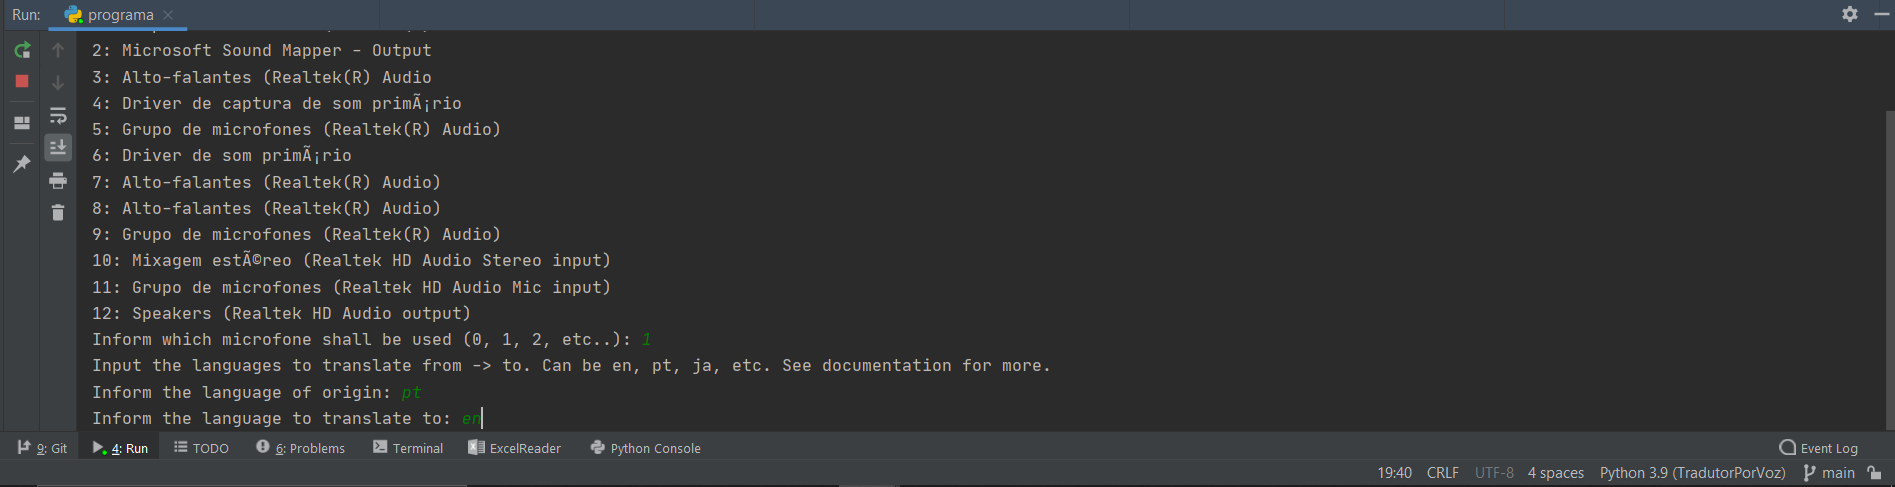 Run: programa
2: Microsoft Sound Mapper - Output
3: Alto-falantes (Realtek(R) Audio
4: Driver de captura de som primÃ¡rio
5: Grupo de microfones (Realtek(R) Audio)
6: Driver de som primÃ¡rio
7: Alto-falantes (Realtek(R) Audio)
8: Alto-falantes (Realtek(R) Audio)
9: Grupo de microfones (Realtek(R) Audio)
10: Mixagem estÃ©reo (Realtek HD Audio Stereo input)
11: Grupo de microfones (Realtek HD Audio Mic input)
12: Speakers (Realtek HD Audio output)
Inform which microfone shall be used (0, 1, 2, etc..): 1
Input the languages to translate from -> to. Can be en, pt, ja, etc. See documentation for more.
Inform the language of origin: pt
Inform the language to translate to: en
9: Git 4: Run TODO 6: Problems Terminal ExcelReader Python Console Event Log
19:40 CRLF UTF-8 4 spaces Python 3.9 (TradutorPorVoz) main